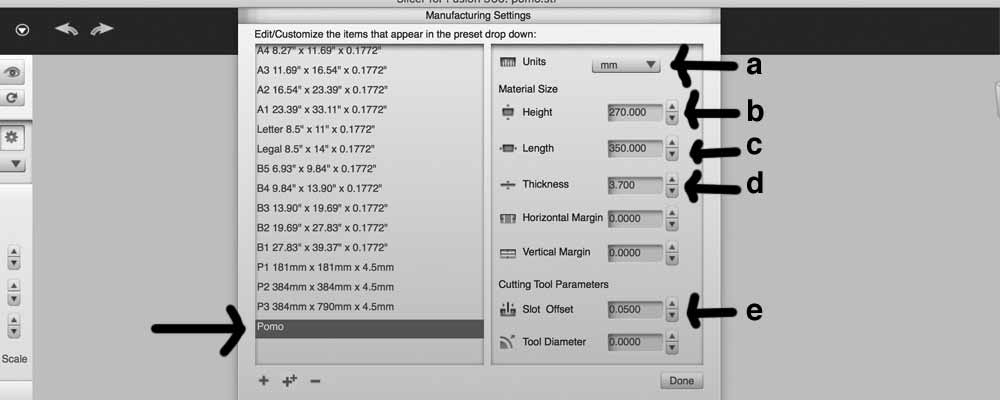 Slicer for Fusion 360: pomo.stl
Manufacturing Settings
Edit/Customize the items that appear in the preset drop down:
A4 8.27" x 11.69" x 0.1772"
A3 11.69" x 16.54" x 0.1772"
A2 16.54" x 23.39" x 0.1772"
A1 23.39" x 33.11" x 0.1772"
Letter 8.5" x 11" x 0.1772"
Legal 8.5" x 14" x 0.1772"
B5 6.93" x 9.84" x 0.1772"
B4 9.84" x 13.90" x 0.1772"
B3 13.90" x 19.69" x 0.1772"
B2 19.69" x 27.83" x 0.1772"
B1 27.83" x 39.37" x 0.1772"
P1 181mm x 181mm x 4.5mm
P2 384mm x 384mm x 4.5mm
P3 384mm x 790mm x 4.5mm
Pomo
Units mm a
Material Size
Height 270.000 b
Length 350.000 c
Thickness 3.700 d
Horizontal Margin 0.0000
Vertical Margin 0.0000
Cutting Tool Parameters
Slot Offset 0.0500 e
Tool Diameter 0.0000
Scale
Done